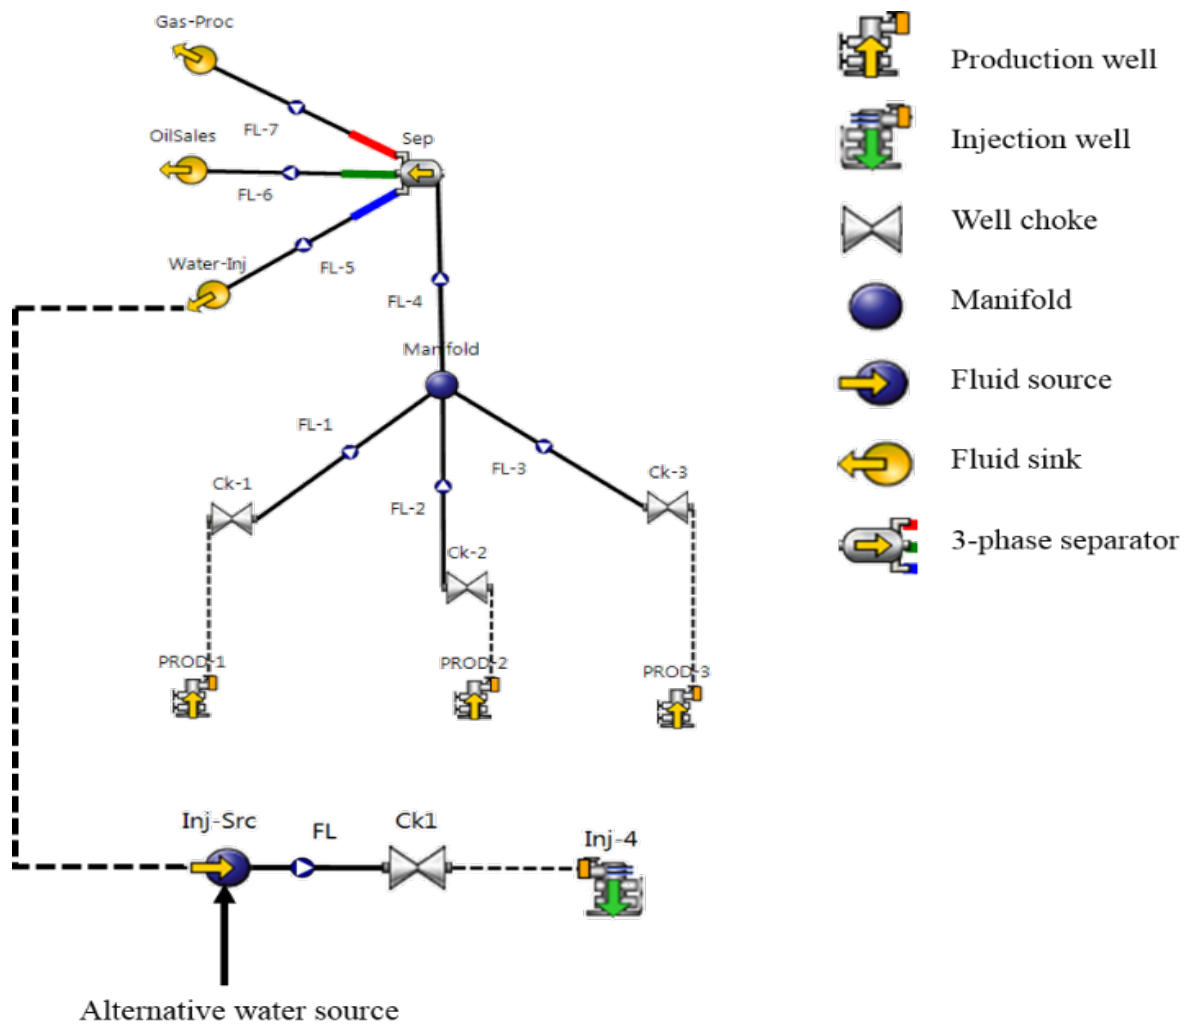 Gas-Proc
FL-7
OilSales
Sep
FL-6
Water-Inj
FL-5
FL-4
Manifold
FL-1
FL-3
Ck-1
Ck-3
FL-2
Ck-2
PROD-1
PROD-2
PROD-3
Inj-Src
FL
Ck1
Inj-4
Alternative water source
Production well
Injection well
Well choke
Manifold
Fluid source
Fluid sink
3-phase separator